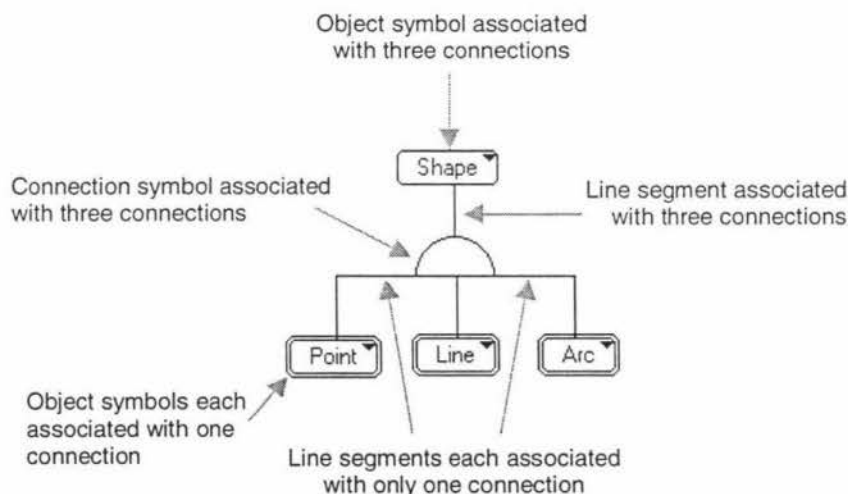 Object symbol associated
with three connections
Shape
Connection symbol associated
with three connections
Line segment associated
with three connections
Point
Line
Arc
Object symbols each
associated with one
connection
Line segments each associated
with only one connection